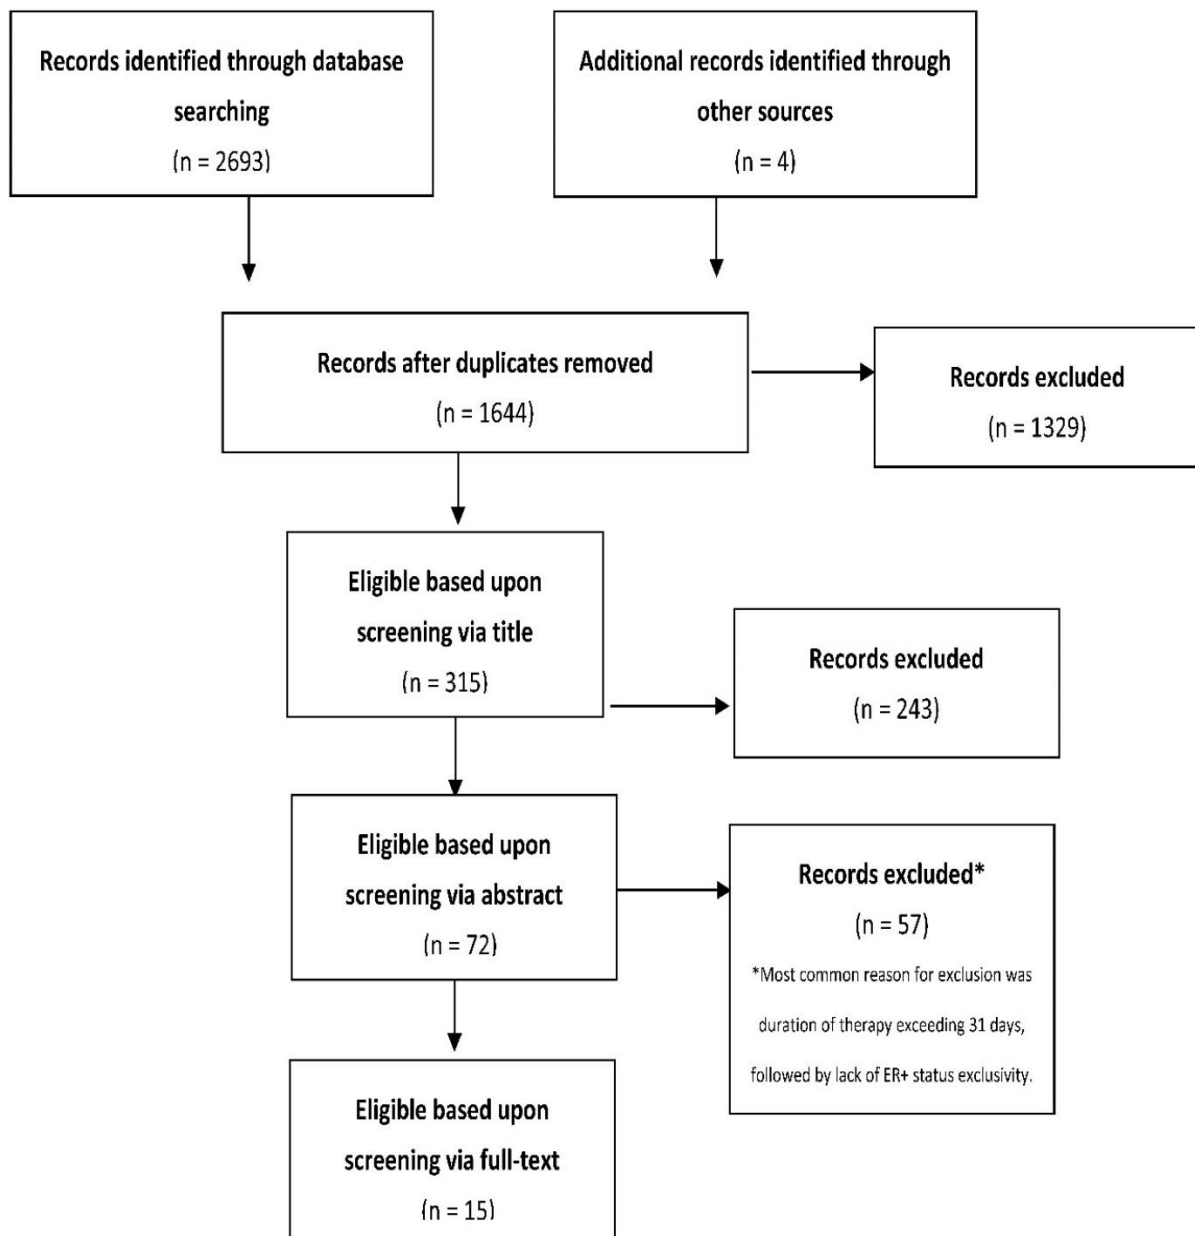 Records identified through database
searching
(n = 2693)
Additional records identified through
other sources
(n = 4)
Records after duplicates removed
(n = 1644)
Records excluded
(n = 1329)
Eligible based upon
screening via title
(n = 315)
Records excluded
(n = 243)
Eligible based upon
screening via abstract
(n = 72)
Records excluded*
(n = 57)
*Most common reason for exclusion was
duration of therapy exceeding 31 days,
followed by lack of ER+ status exclusivity.
Eligible based upon
screening via full-text
(n = 15)